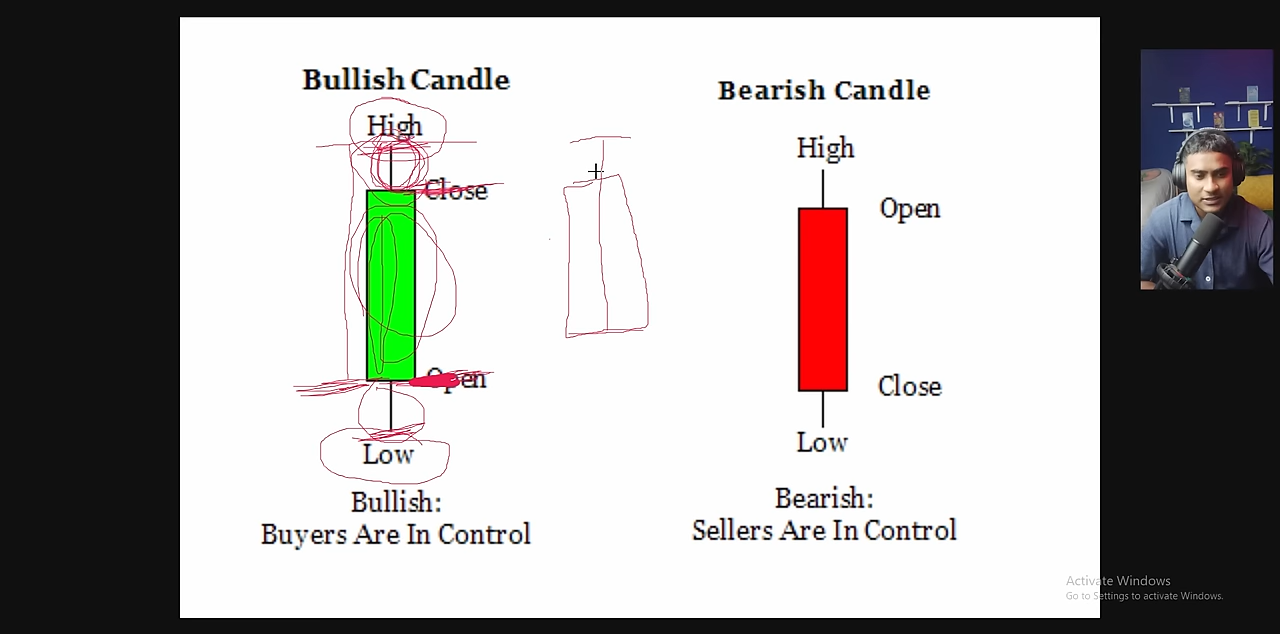 Bullish Candle
High
Close
Open
Low
Bullish:
Buyers Are In Control
Bearish Candle
High
Open
Close
Low
Bearish:
Sellers Are In Control
Activate Windows
Go to Settings to activate Windows.